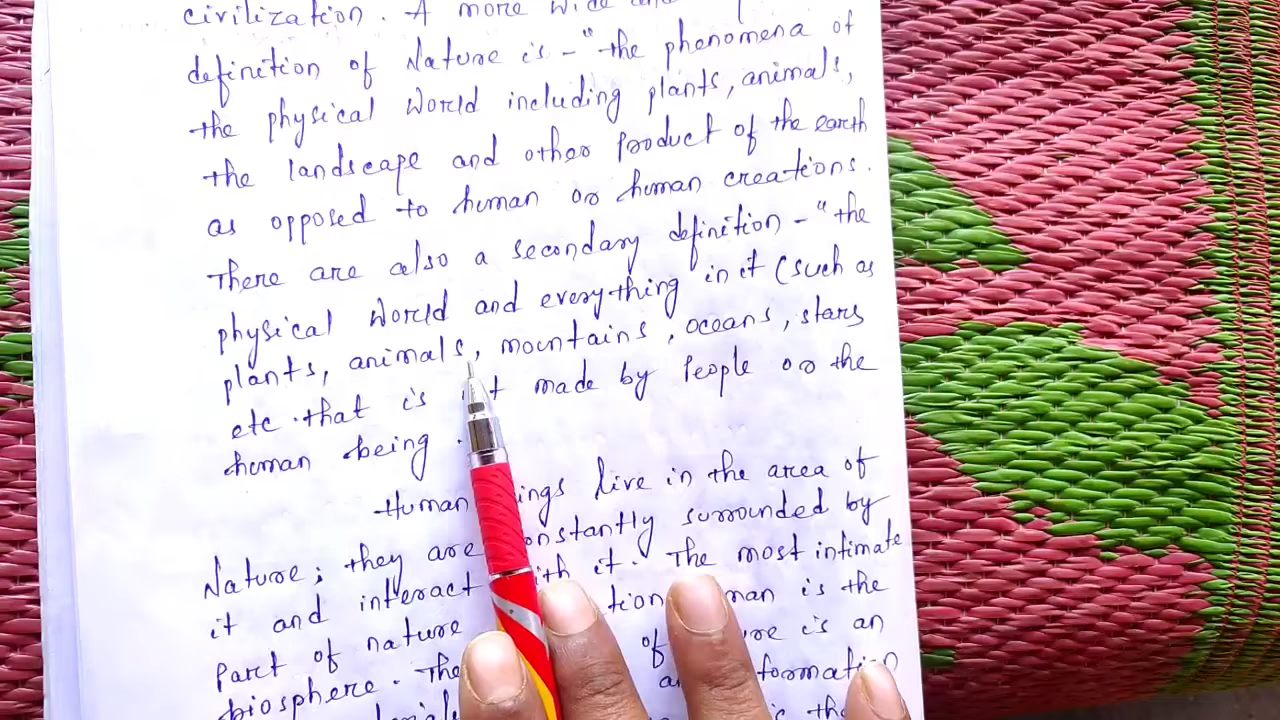 civilization. A more wide
definition of Nature is - "the phenomena of
the physical World including plants, animals,
the landscape and other product of the earth
as opposed to human or human creations.
There are also a secondary definition - "the
physical World and everything in it (such as
plants, animals, mountains, oceans, stars
etc. that is made by People or the
human being.
Human live in the area of
Nature; they are constantly surrounded by
it and interact with it. The most intimate
Part of nature man is the
biosphere. The of is an
formation